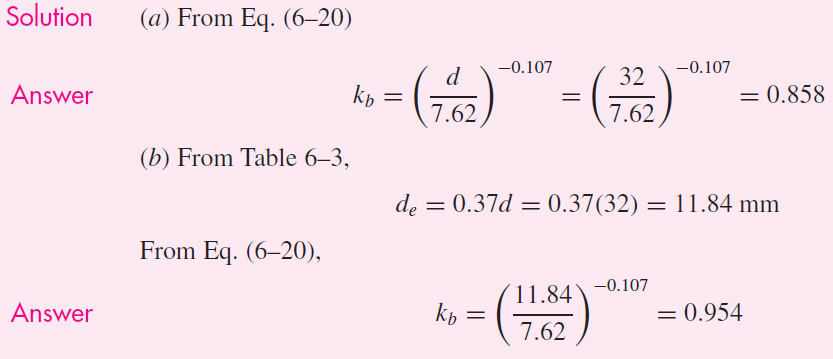 Solution (a) From Eq. (6–20)
Answer k_b = (d/7.62)^{−0.107} = (32/7.62)^{−0.107} = 0.858
(b) From Table 6–3,
d_e = 0.37d = 0.37(32) = 11.84 mm
From Eq. (6–20),
Answer k_b = (11.84/7.62)^{−0.107} = 0.954